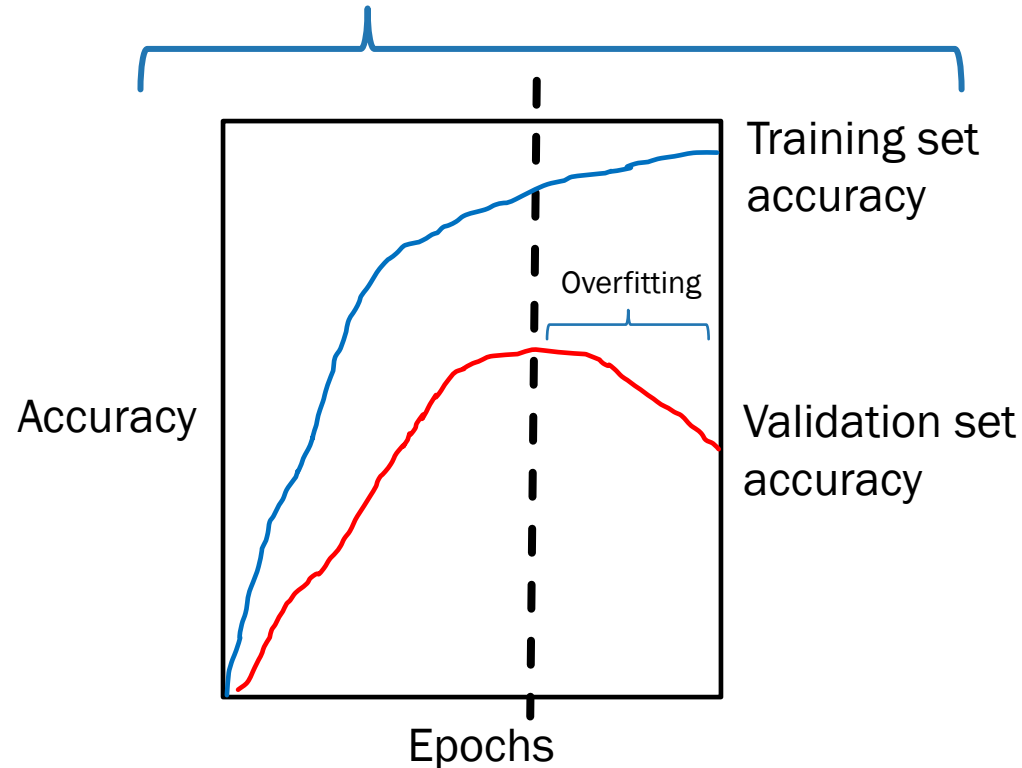 Training set
accuracy
Overfitting
Accuracy
Validation set
accuracy
Epochs